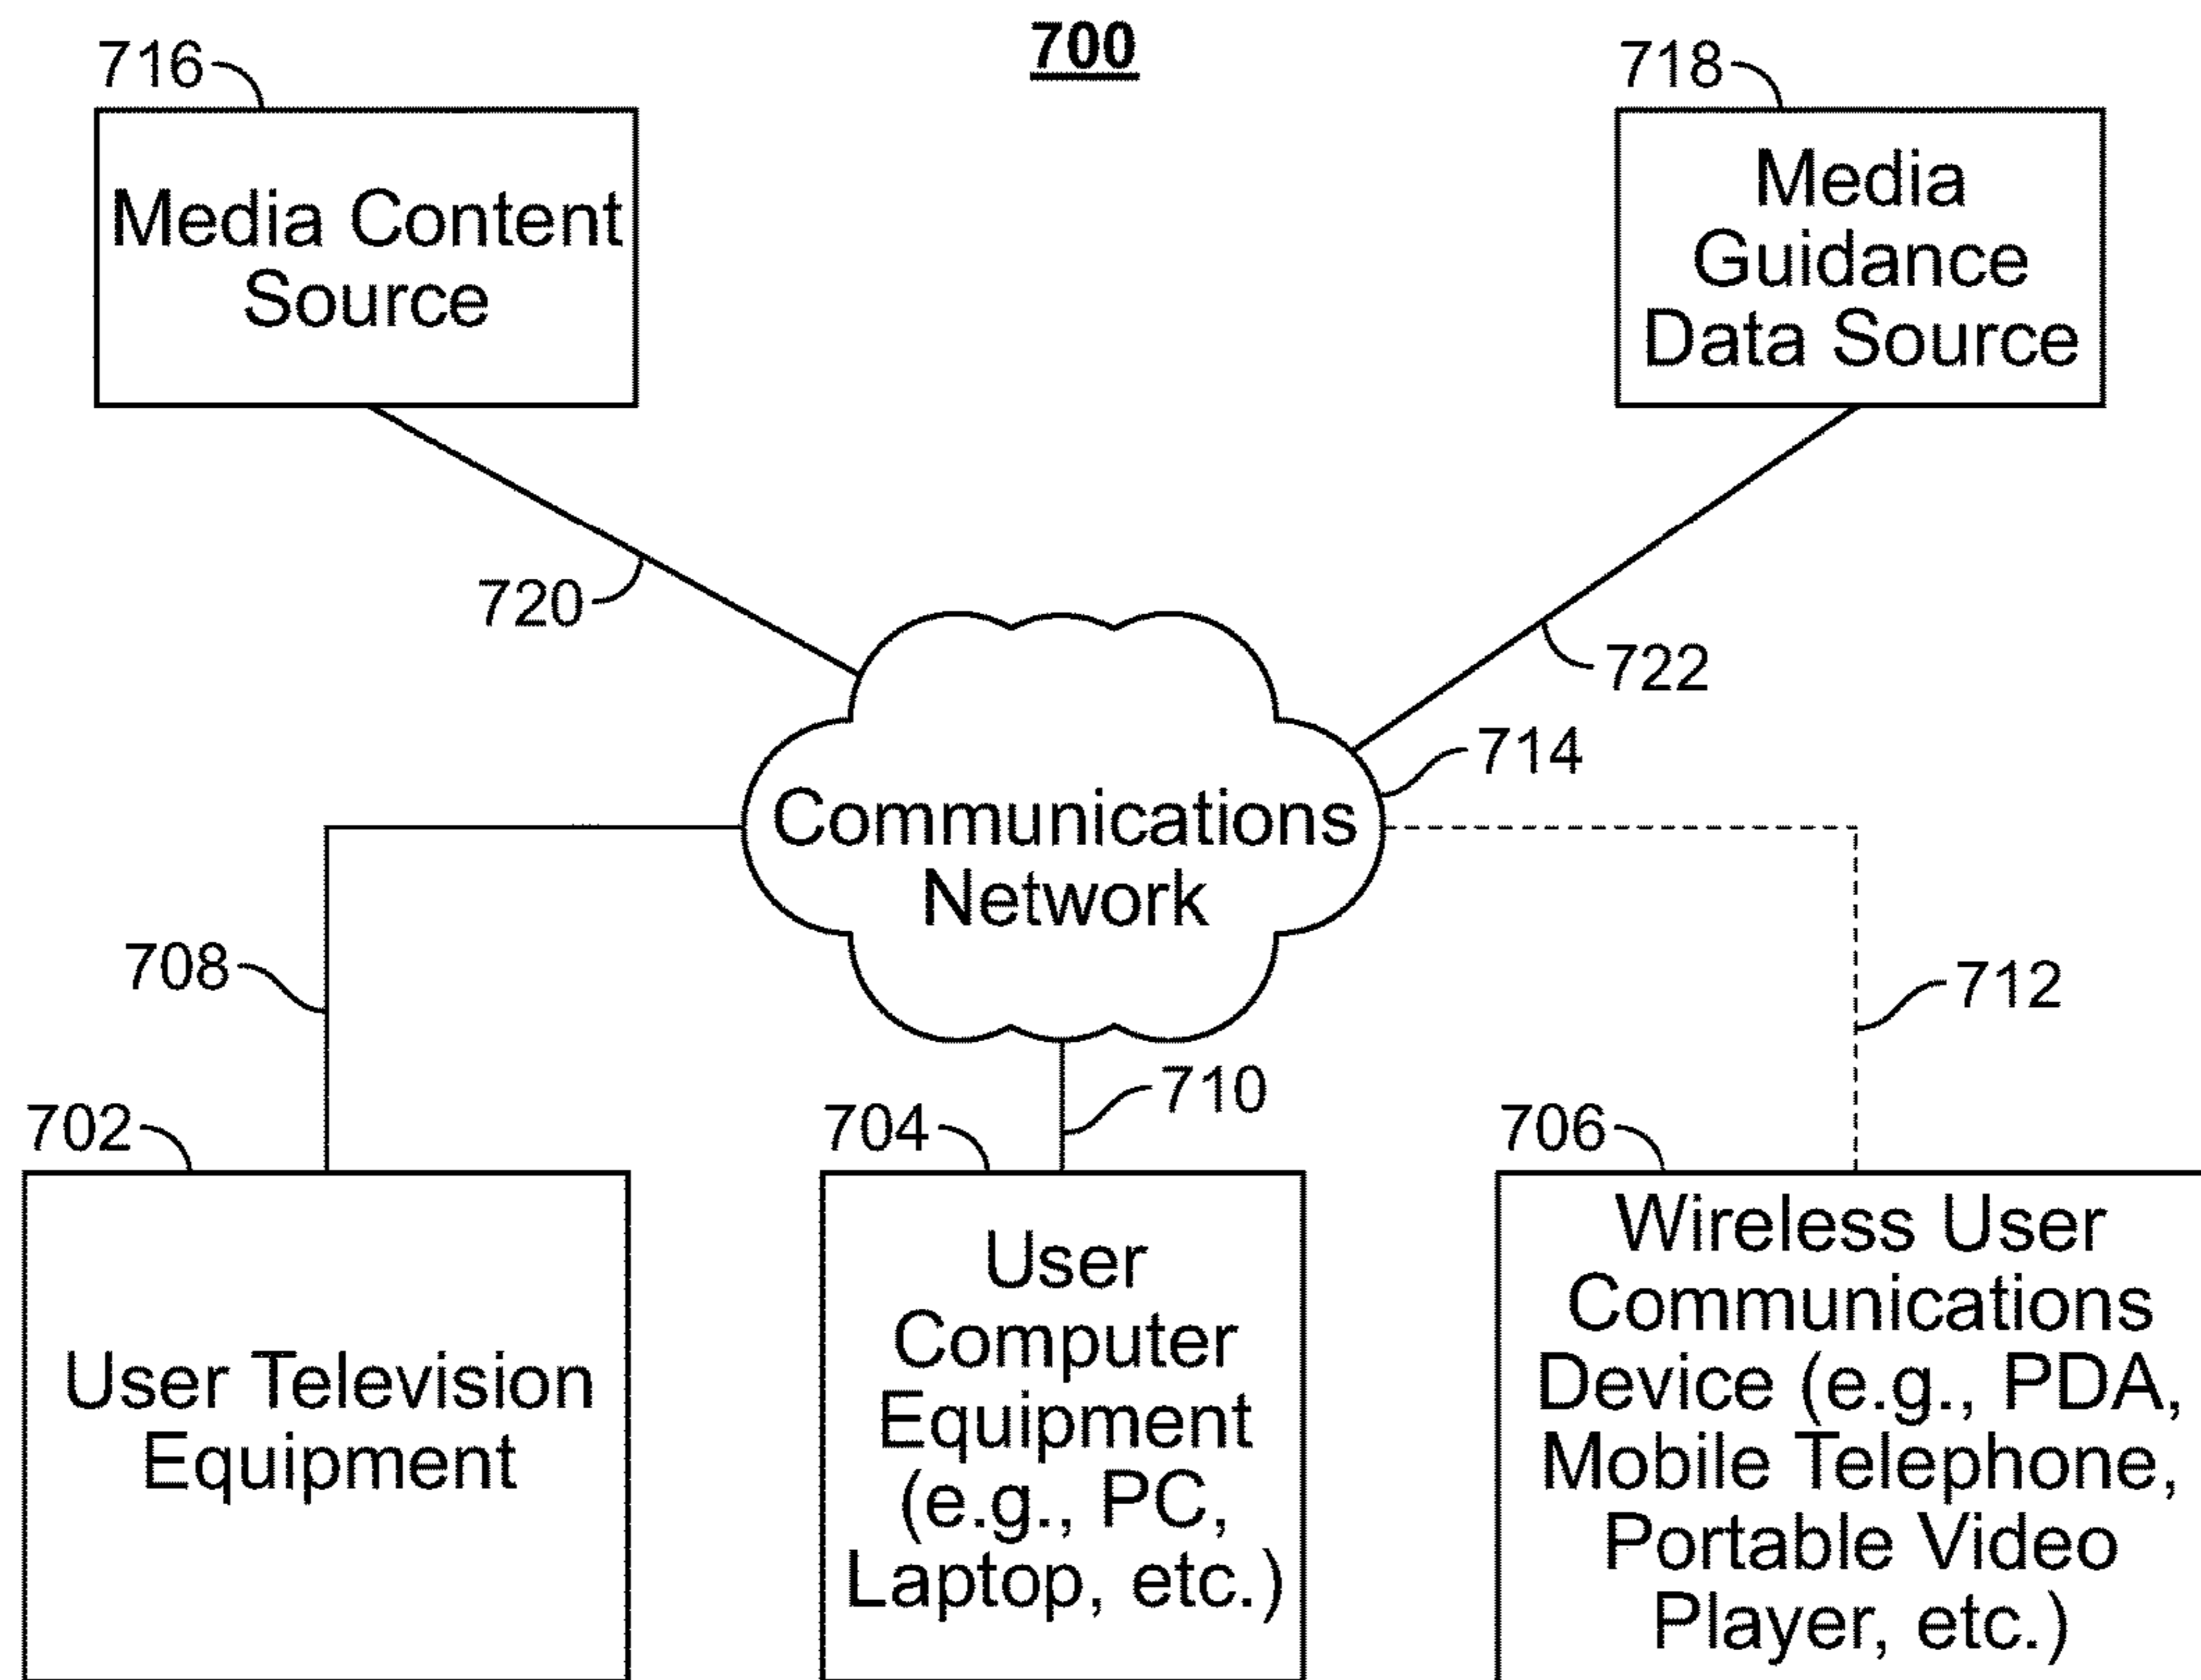 700
716
718
Media Content
Source
Media
Guidance
Data Source
720
722
714
Communications
Network
708
712
710
702
704
706
User Television
Equipment
User
Computer
Equipment
(e.g., PC,
Laptop, etc.)
Wireless User
Communications
Device (e.g., PDA,
Mobile Telephone,
Portable Video
Player, etc.)